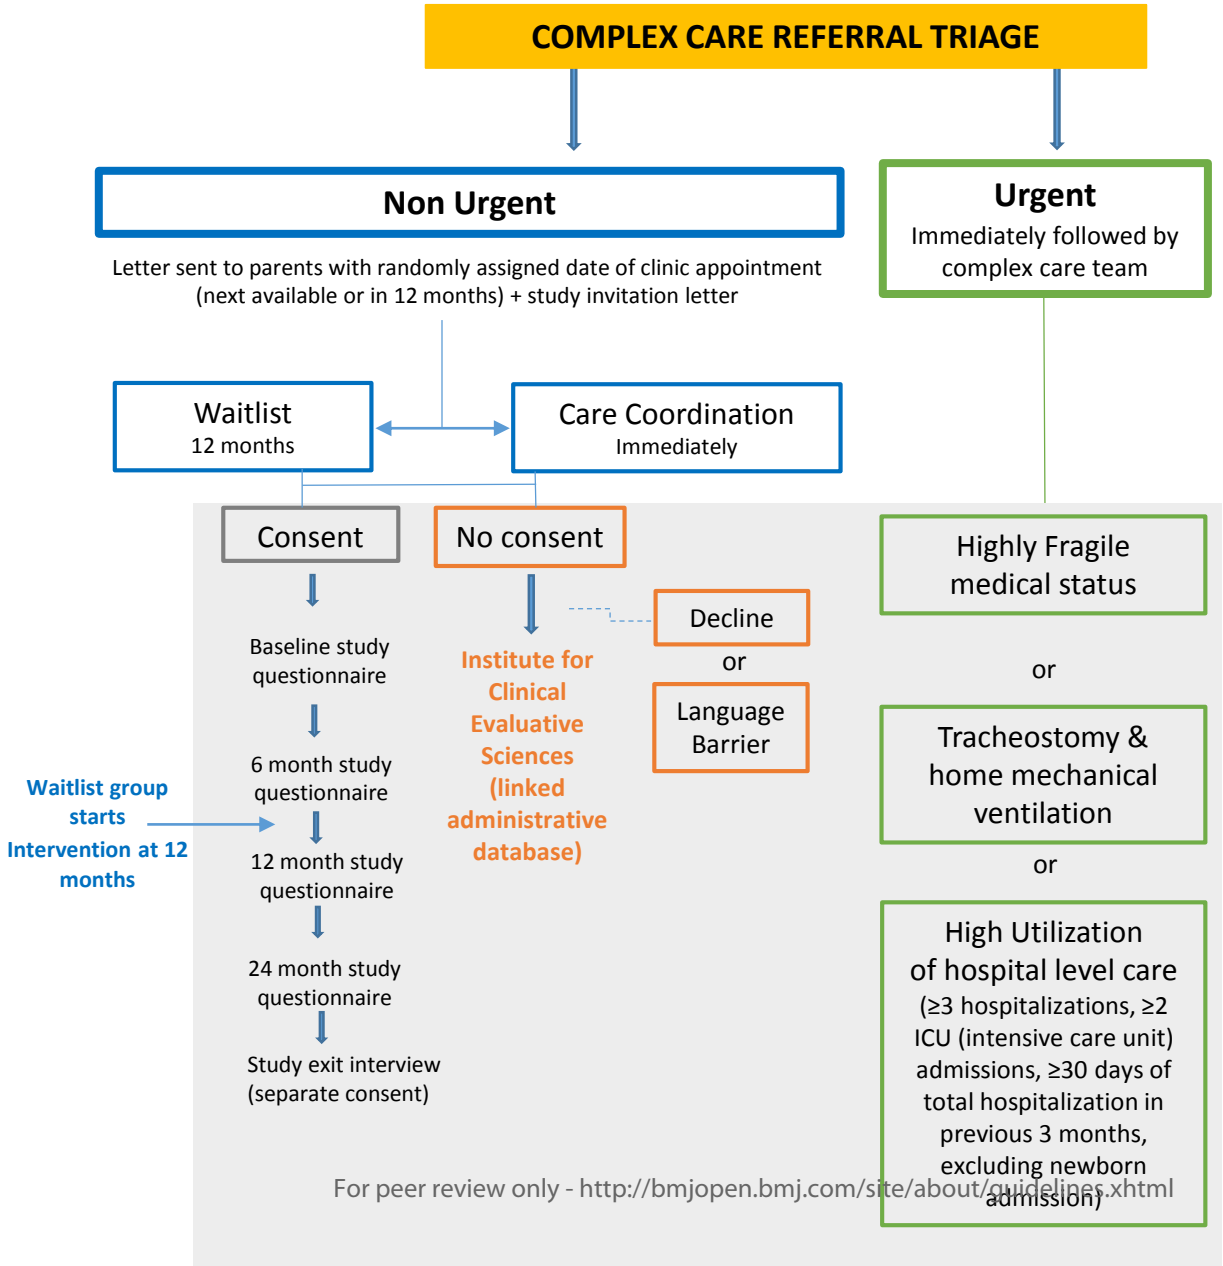 COMPLEX CARE REFERRAL TRIAGE
Non Urgent
Letter sent to parents with randomly assigned date of clinic appointment
(next available or in 12 months) + study invitation letter
Urgent
Immediately followed by
complex care team
Waitlist
12 months
Care Coordination
Immediately
Consent
Baseline study
questionnaire
6 month study
questionnaire
Waitlist group
starts
Intervention at 12
months
12 month study
questionnaire
24 month study
questionnaire
Study exit interview
(separate consent)
No consent
Institute for
Clinical
Evaluative
Sciences
(linked
administrative
database)
Decline
or
Language
Barrier
Highly Fragile
medical status
or
Tracheostomy &
home mechanical
ventilation
or
High Utilization
of hospital level care
(≥3 hospitalizations, ≥2
ICU (intensive care unit)
admissions, ≥30 days of
total hospitalization in
previous 3 months,
excluding newborn
admission)
For peer review only - http://bmjopen.bmj.com/site/about/guidelines.xhtml